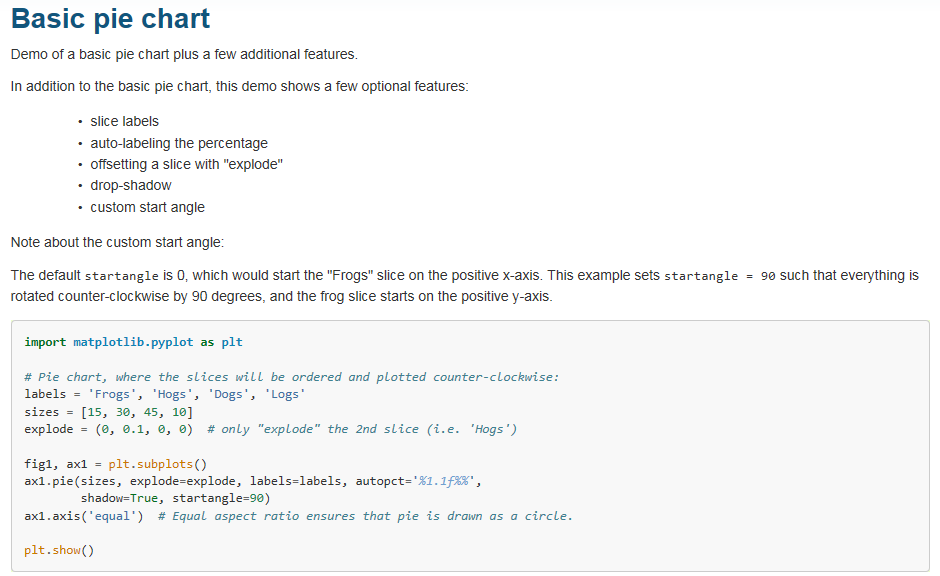 Basic pie chart
Demo of a basic pie chart plus a few additional features.
In addition to the basic pie chart, this demo shows a few optional features:
• slice labels
• auto-labeling the percentage
• offsetting a slice with "explode"
• drop-shadow
• custom start angle
Note about the custom start angle:
The default startangle is 0, which would start the "Frogs" slice on the positive x-axis. This example sets startangle = 90 such that everything is
rotated counter-clockwise by 90 degrees, and the frog slice starts on the positive y-axis.
import matplotlib.pyplot as plt
# Pie chart, where the slices will be ordered and plotted counter-clockwise:
labels = 'Frogs', 'Hogs', 'Dogs', 'Logs'
sizes = [15, 30, 45, 10]
explode = (0, 0.1, 0, 0)  # only "explode" the 2nd slice (i.e. 'Hogs')
fig1, ax1 = plt.subplots()
ax1.pie(sizes, explode=explode, labels=labels, autopct='%1.1f%%',
        shadow=True, startangle=90)
ax1.axis('equal')  # Equal aspect ratio ensures that pie is drawn as a circle.
plt.show()